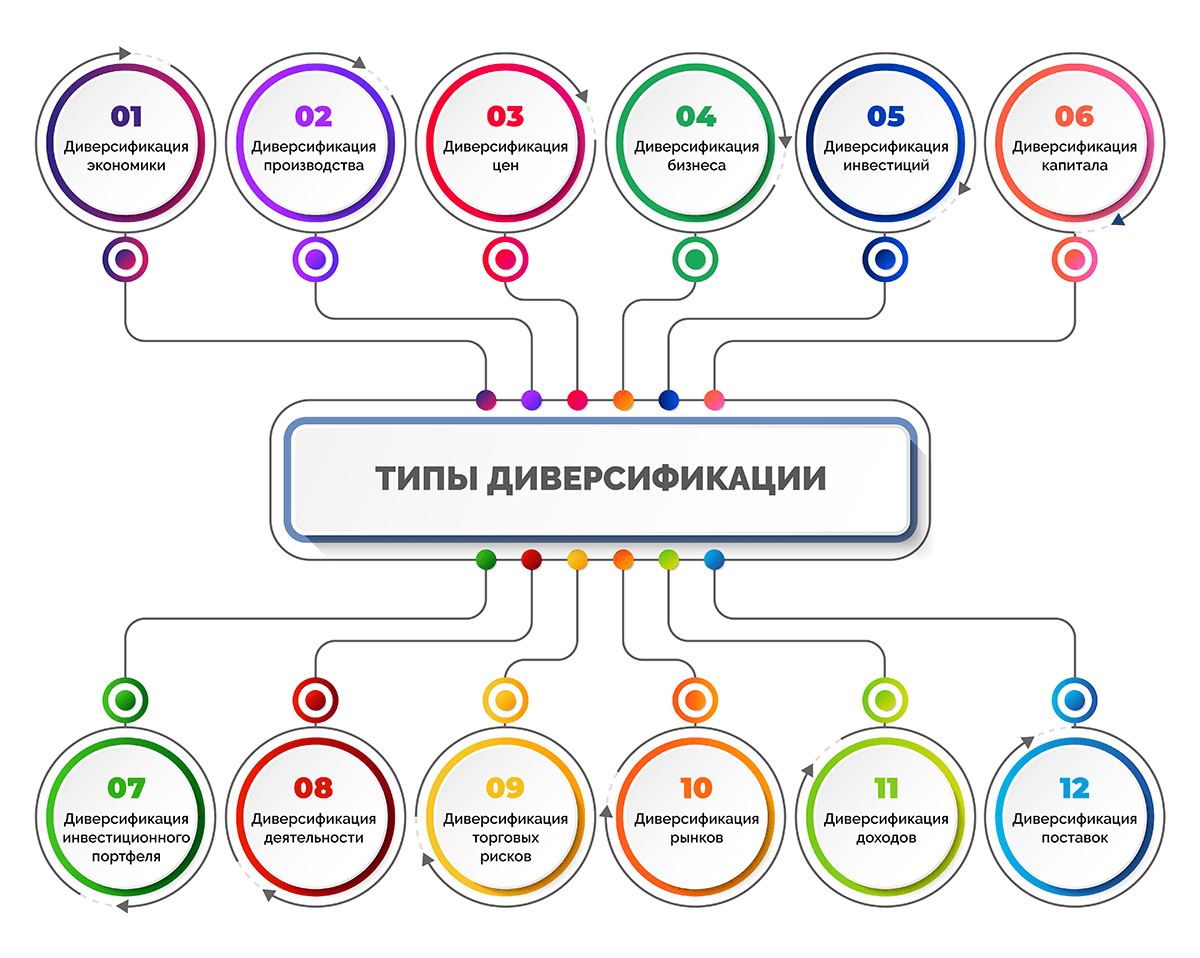 01
Диверсификация
экономики
02
Диверсификация
производства
03
Диверсификация
цен
04
Диверсификация
бизнеса
05
Диверсификация
инвестиций
06
Диверсификация
капитала
ТИПЫ ДИВЕРСИФИКАЦИИ
07
Диверсификация
инвестиционного
портфеля
08
Диверсификация
деятельности
09
Диверсификация
торговых
рисков
10
Диверсификация
рынков
11
Диверсификация
доходов
12
Диверсификация
поставок